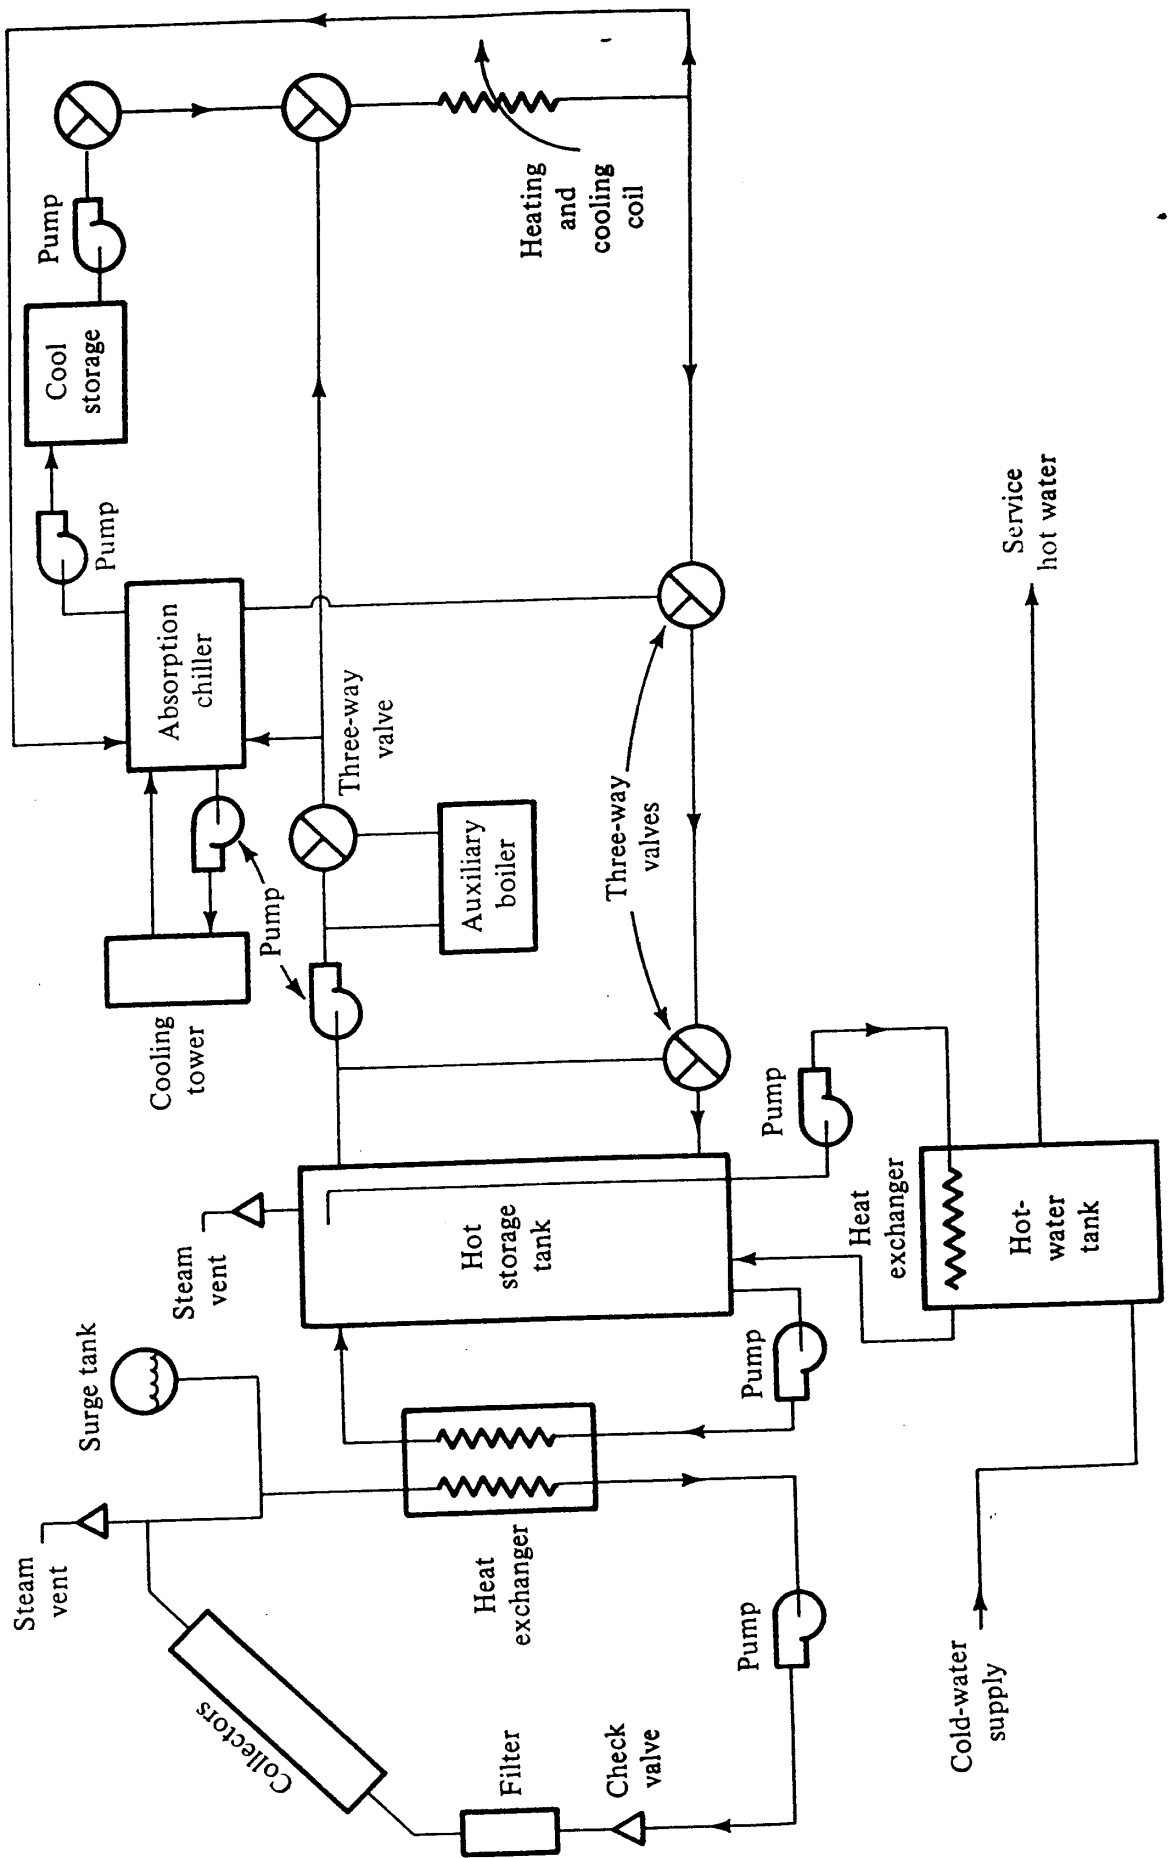 Collectors
Steam
vent
Surge tank
Steam
vent
Cooling
tower
Pump
Absorption
chiller
Pump
Cool
storage
Pump
Three-way
valve
Auxiliary
boiler
Heating
and
cooling
coil
Filter
Check
valve
Heat
exchanger
Hot
storage
tank
Three-way
valves
Pump
Pump
Pump
Heat
exchanger
Hot-
water
tank
Cold-water
supply
Service
hot water